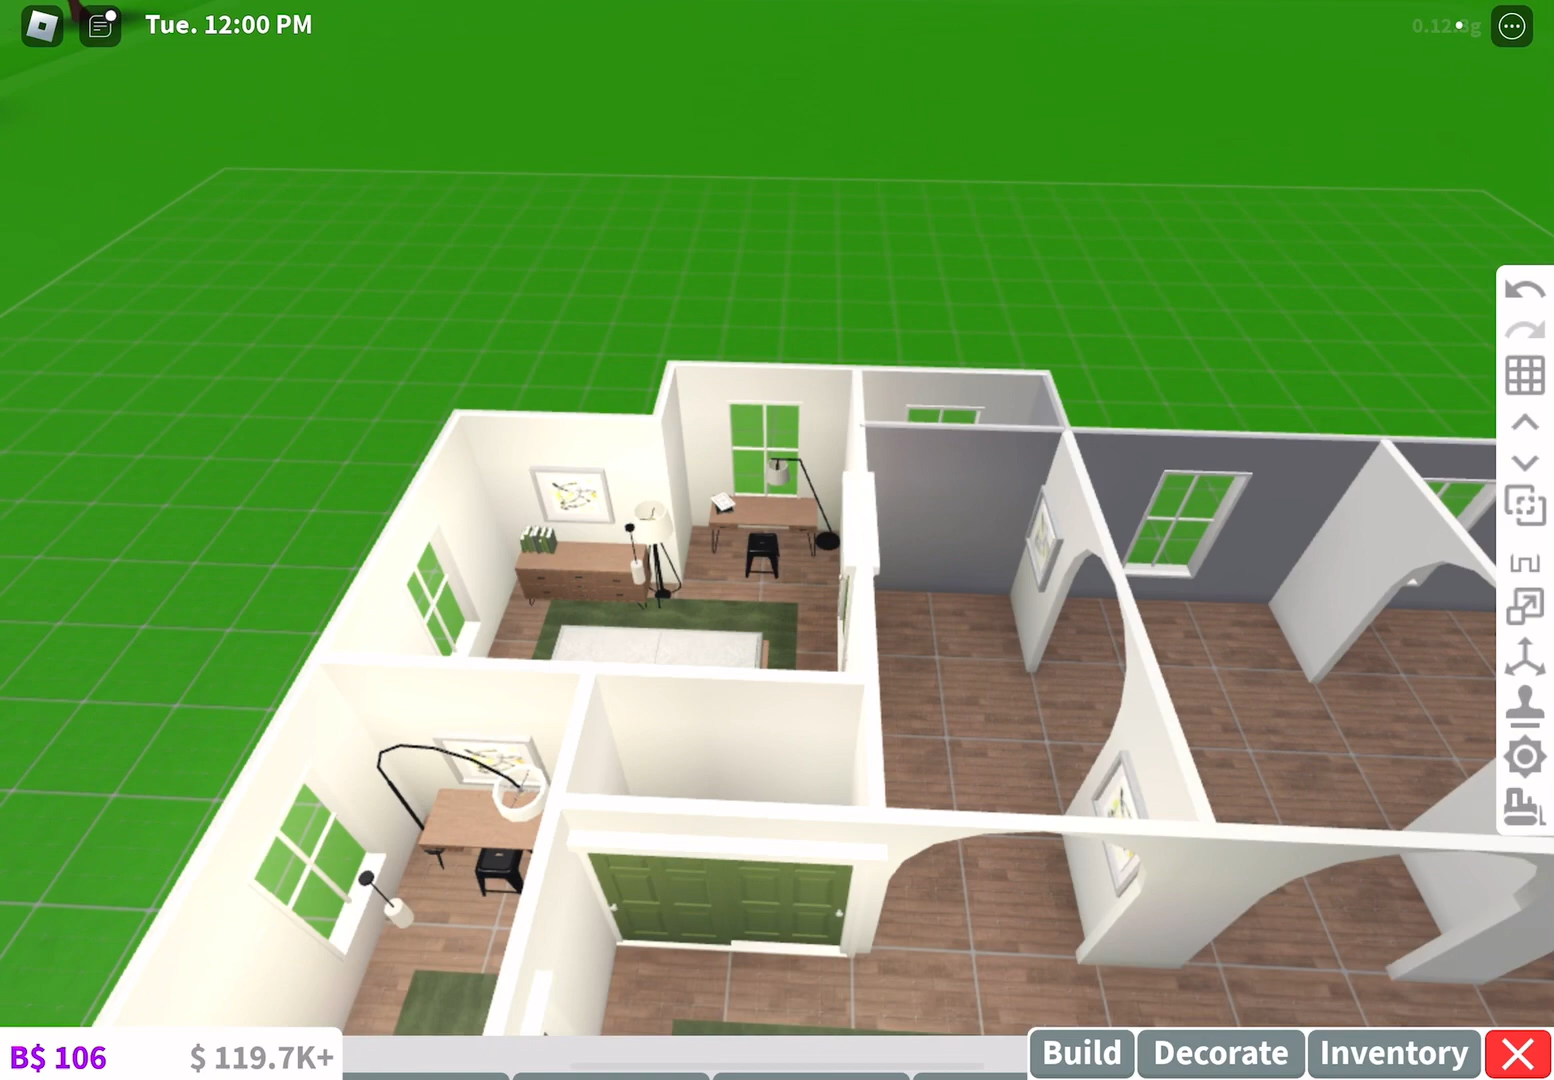 Tue. 12:00 PM
B$ 106
$ 119.7K+
Build
Decorate
Inventory